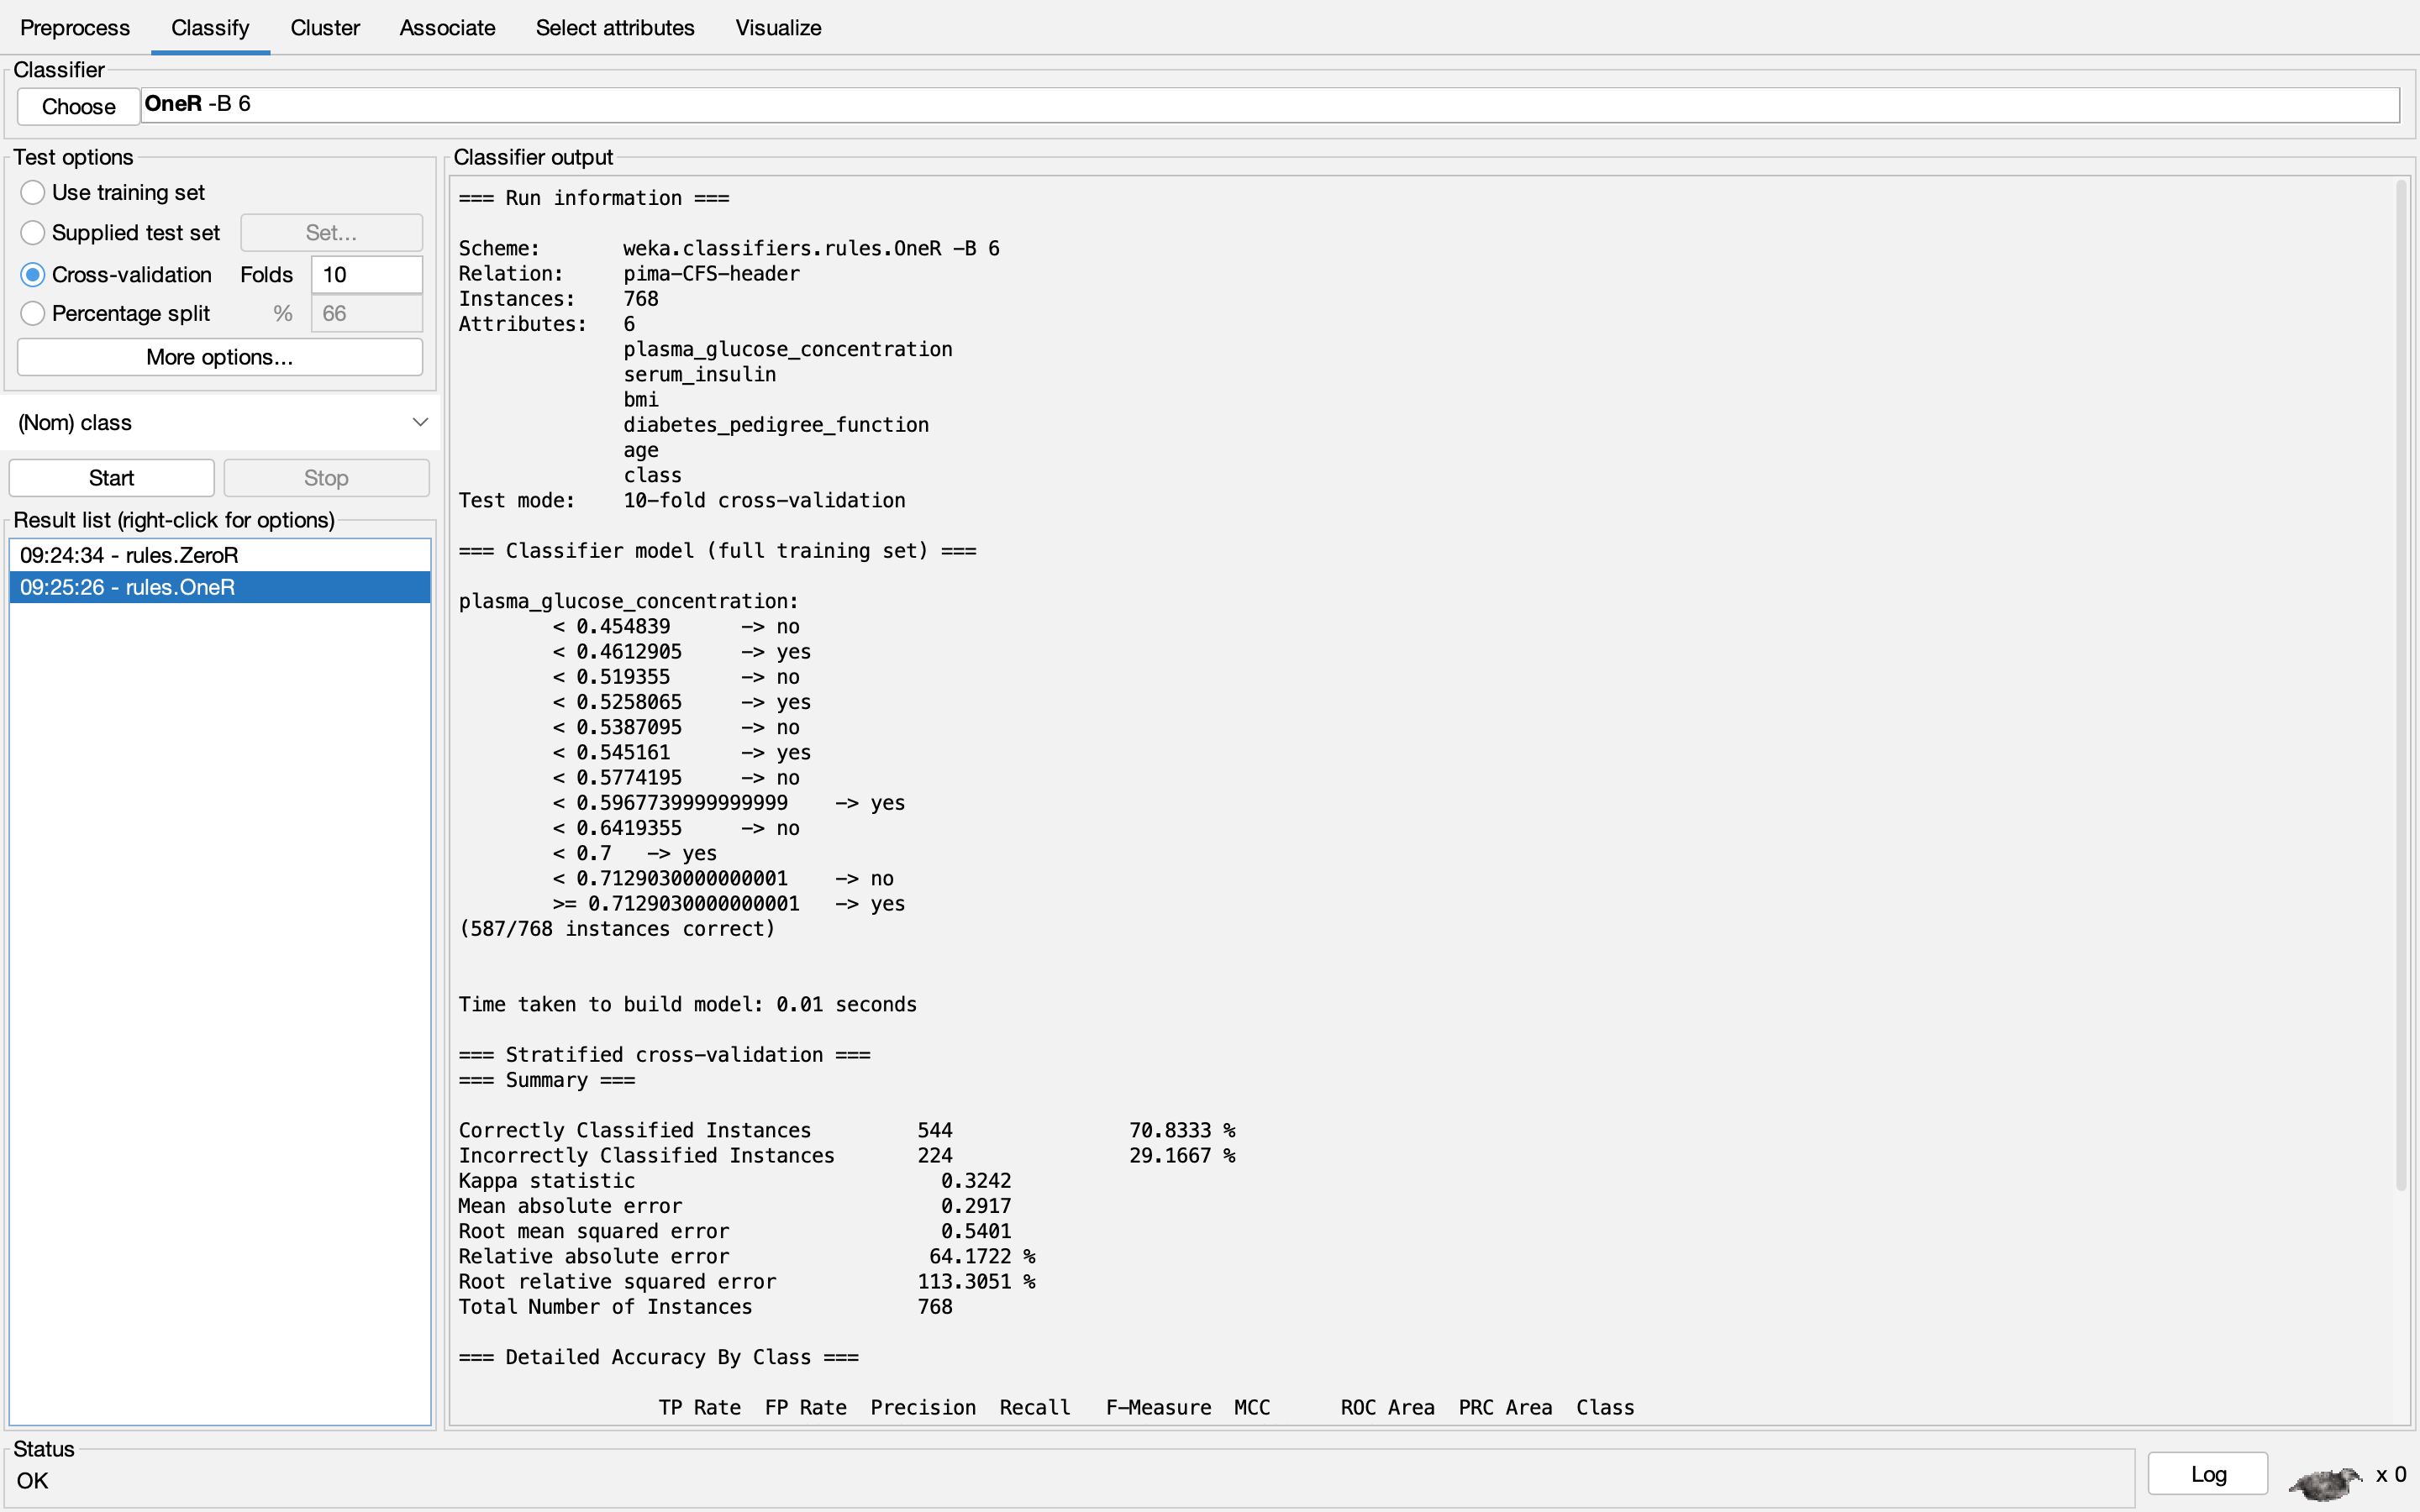 Preprocess Classify Cluster Associate Select attributes Visualize
Classifier
Choose OneR -B 6
Test options
Use training set
Supplied test set Set...
Cross-validation Folds 10
Percentage split % 66
More options...
(Nom) class
Start Stop
Result list (right-click for options)
09:24:34 - rules.ZeroR
09:25:26 - rules.OneR
Classifier output
=== Run information ===
Scheme: weka.classifiers.rules.OneR -B 6
Relation: pima-CFS-header
Instances: 768
Attributes: 6
plasma_glucose_concentration
serum_insulin
bmi
diabetes_pedigree_function
age
class
Test mode: 10-fold cross-validation
=== Classifier model (full training set) ===
plasma_glucose_concentration:
< 0.454839 -> no
< 0.4612905 -> yes
< 0.519355 -> no
< 0.5258065 -> yes
< 0.5387095 -> no
< 0.545161 -> yes
< 0.5774195 -> no
< 0.5967739999999999 -> yes
< 0.6419355 -> no
< 0.7 -> yes
< 0.7129030000000001 -> no
>= 0.7129030000000001 -> yes
(587/768 instances correct)
Time taken to build model: 0.01 seconds
=== Stratified cross-validation ===
=== Summary ===
Correctly Classified Instances 544 70.8333 %
Incorrectly Classified Instances 224 29.1667 %
Kappa statistic 0.3242
Mean absolute error 0.2917
Root mean squared error 0.5401
Relative absolute error 64.1722 %
Root relative squared error 113.3051 %
Total Number of Instances 768
=== Detailed Accuracy By Class ===
TP Rate FP Rate Precision Recall F-Measure MCC ROC Area PRC Area Class
Status
OK
Log x 0